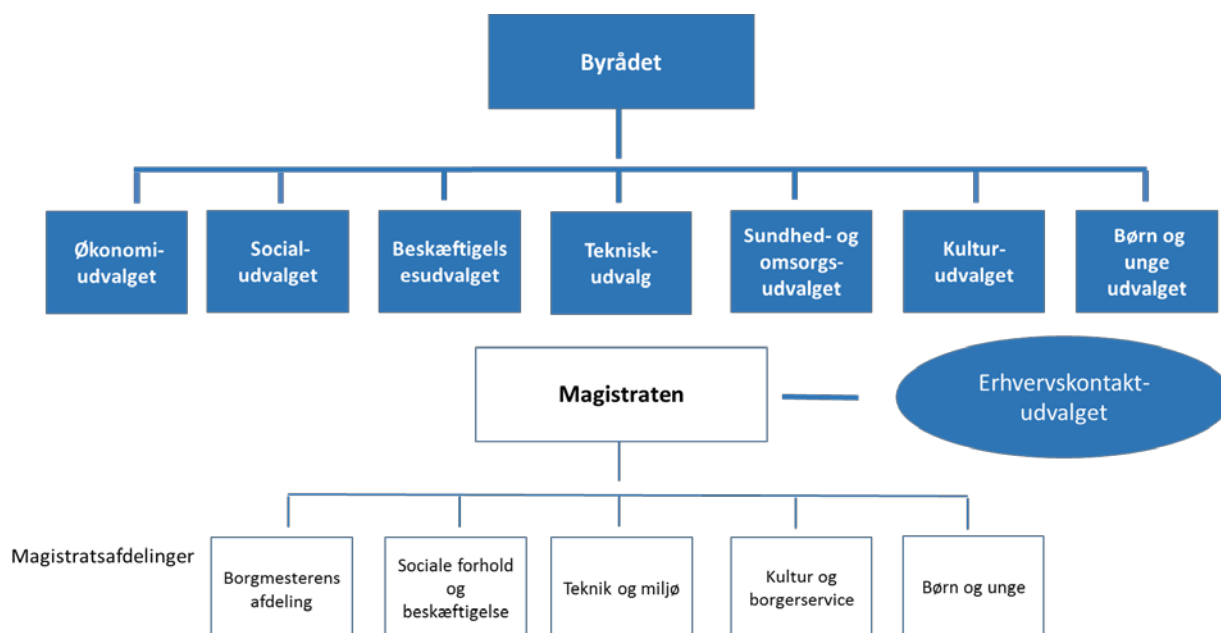 Byrådet
Økonomi-
udvalget
Social-
udvalget
Beskæftigels
esudvalget
Teknisk-
udvalg
Sundhed- og
omsorgs-
udvalget
Kultur-
udvalget
Børn og
unge
udvalget
Magistraten
Erhvervskontakt-
udvalget
Magistratsafdelinger
Borgmesterens
afdeling
Sociale forhold
og
beskæftigelse
Teknik og miljø
Kultur og
borgerservice
Børn og unge